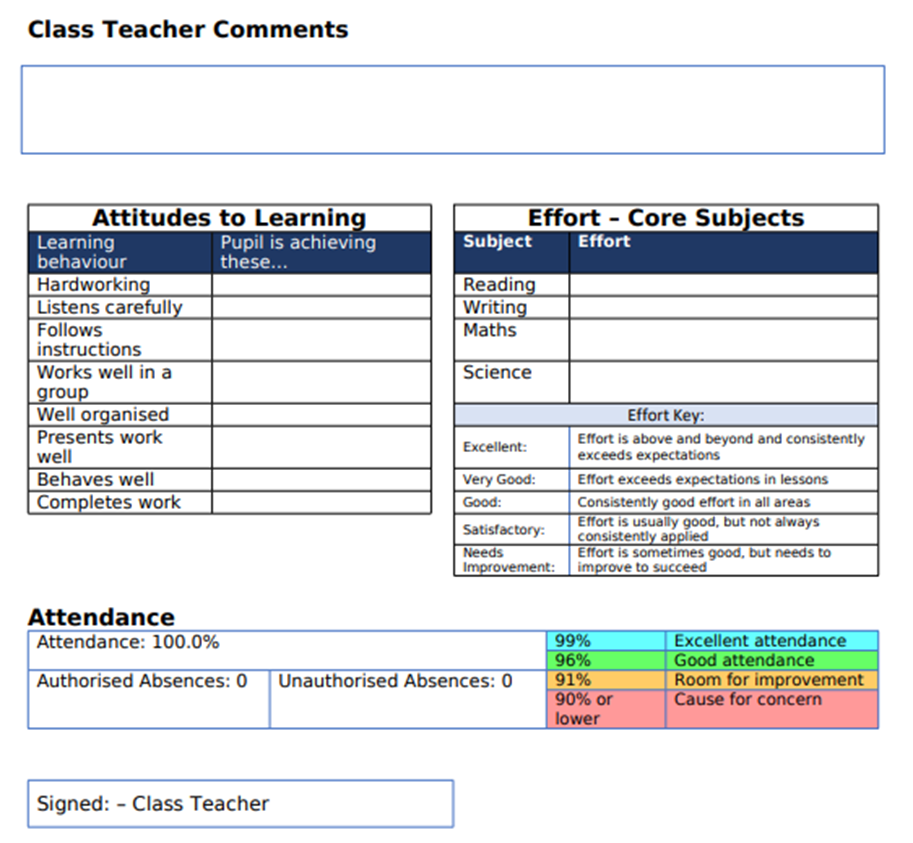 Class Teacher Comments
Attitudes to Learning
Learning behaviour
Pupil is achieving these...
Hardworking
Listens carefully
Follows
instructions
Works well in a
group
Well organised
Presents work
well
Behaves well
Completes work
Effort – Core Subjects
Subject Effort
Reading
Writing
Maths
Science
Effort Key:
Excellent: Effort is above and beyond and consistently
exceeds expectations
Very Good: Effort exceeds expectations in lessons
Good: Consistently good effort in all areas
Satisfactory: Effort is usually good, but not always
consistently applied
Needs
Improvement: Effort is sometimes good, but needs to
improve to succeed
Attendance
Attendance: 100.0%
Authorised Absences: 0 Unauthorised Absences: 0
99% Excellent attendance
96% Good attendance
91% Room for improvement
90% or
lower Cause for concern
Signed: – Class Teacher